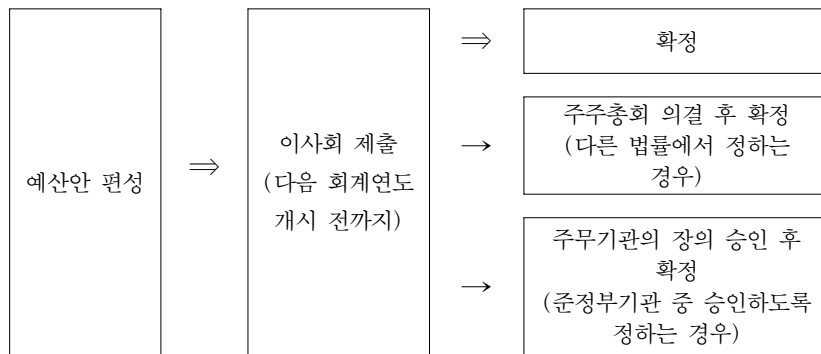 예산안 편성
⇒
이사회 제출
(다음 회계연도
개시 전까지)
⇒
확정
→
주주총회 의결 후 확정
(다른 법률에서 정하는
경우)
→
주무기관의 장의 승인 후
확정
(준정부기관 중 승인하도록
정하는 경우)